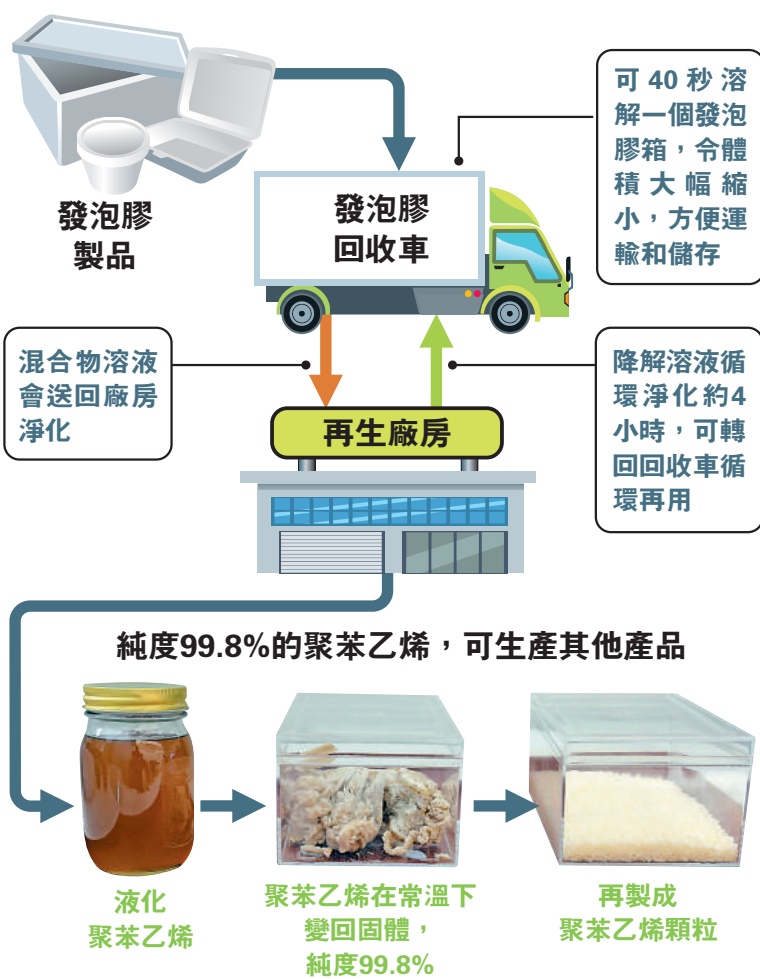 發泡膠
製品
發泡膠
回收車
可40秒溶
解一個發泡
膠箱，令體
積大幅縮
小，方便運
輸和儲存
混合物溶液
會送回廠房
淨化
再生廠房
降解溶液循
環淨化約4
小時，可轉
回回收車循
環再用
純度99.8%的聚苯乙烯，可生產其他產品
液化
聚苯乙烯
聚苯乙烯在常溫下
變回固體，
純度99.8%
再製成
聚苯乙烯顆粒